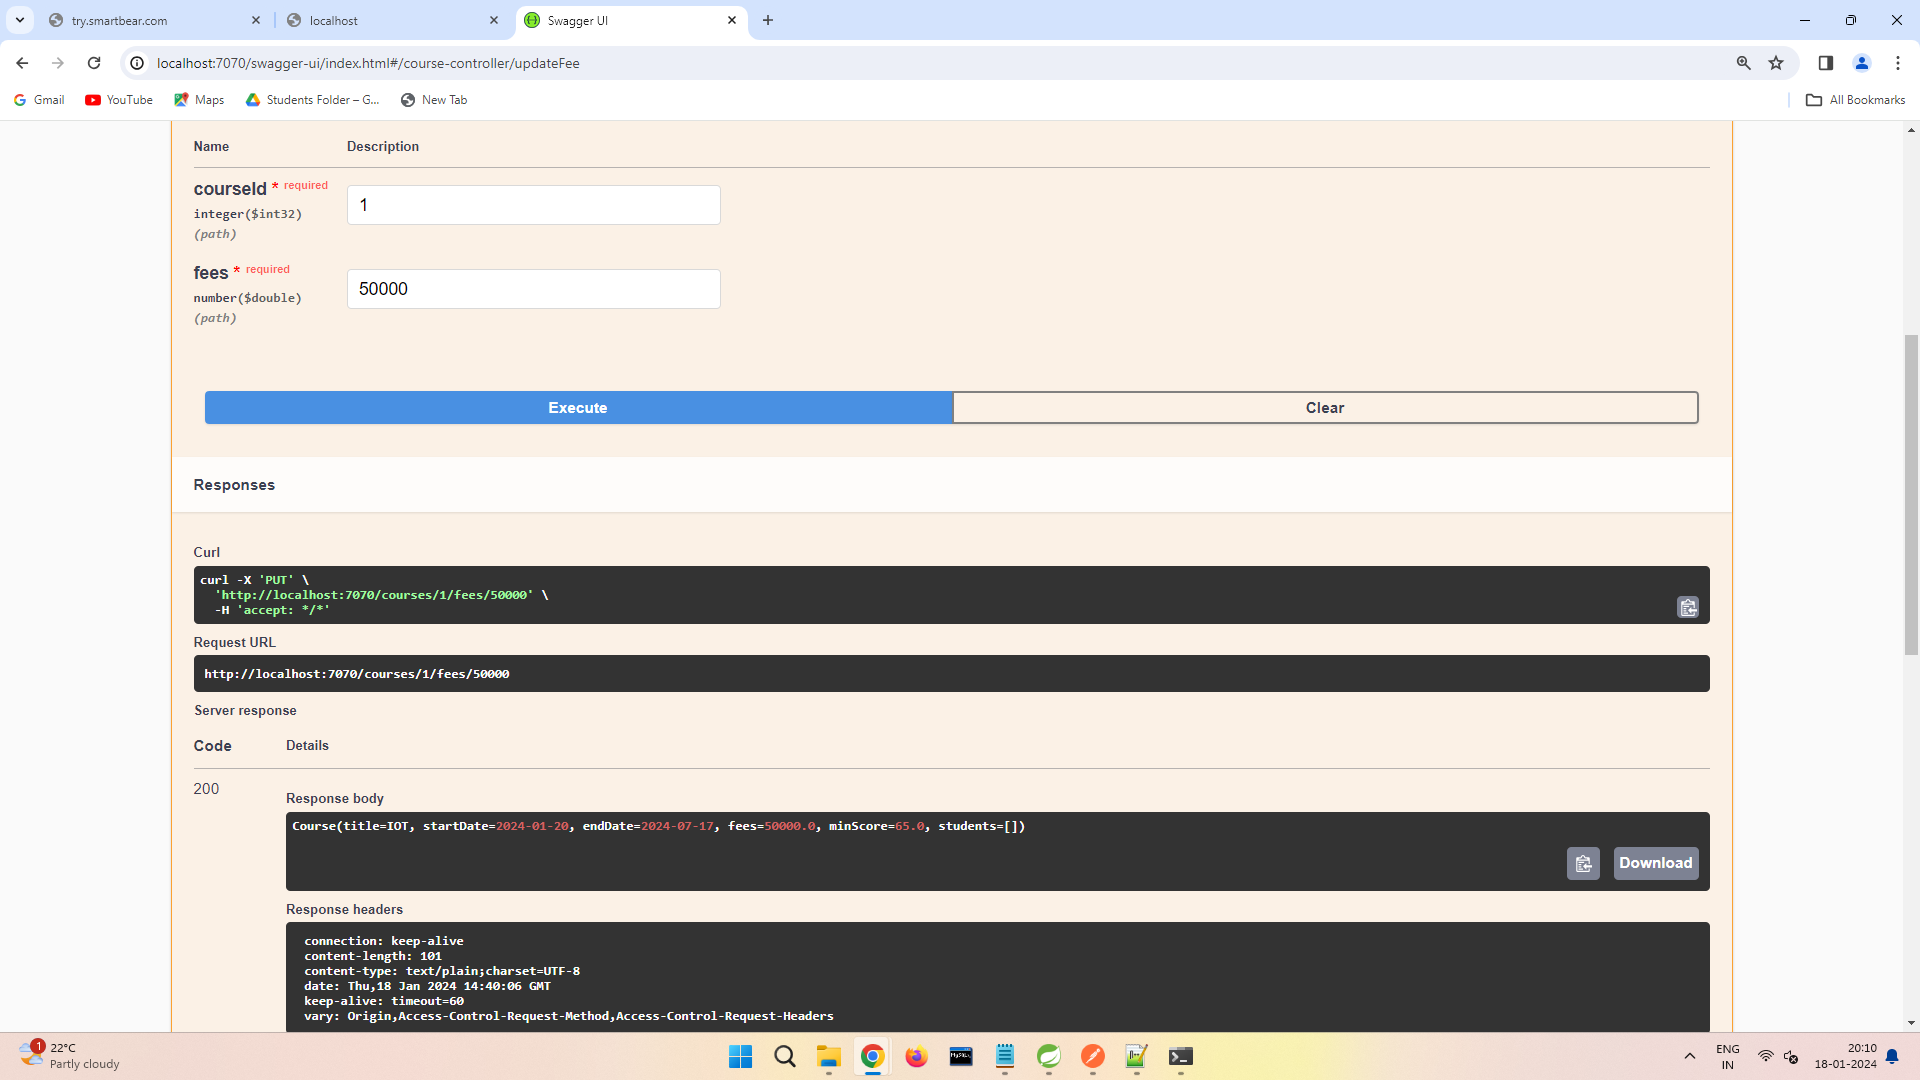 try.smartbear.com
localhost
Swagger UI
localhost:7070/swagger-ui/index.html#/course-controller/updateFee
Gmail
YouTube
Maps
Students Folder – G...
New Tab
All Bookmarks
Name Description
courseId * required
integer($int32)
(path)
1
fees * required
number($double)
(path)
50000
Execute
Clear
Responses
Curl
curl -X 'PUT' \
'http://localhost:7070/courses/1/fees/50000' \
-H 'accept: */*'
Request URL
http://localhost:7070/courses/1/fees/50000
Server response
Code Details
200
Response body
Course(title=IOT, startDate=2024-01-20, endDate=2024-07-17, fees=50000.0, minScore=65.0, students=[])
Download
Response headers
connection: keep-alive
content-length: 101
content-type: text/plain;charset=UTF-8
date: Thu,18 Jan 2024 14:40:06 GMT
keep-alive: timeout=60
vary: Origin,Access-Control-Request-Method,Access-Control-Request-Headers
1
22°C
Partly cloudy
ENG
IN
20:10
18-01-2024